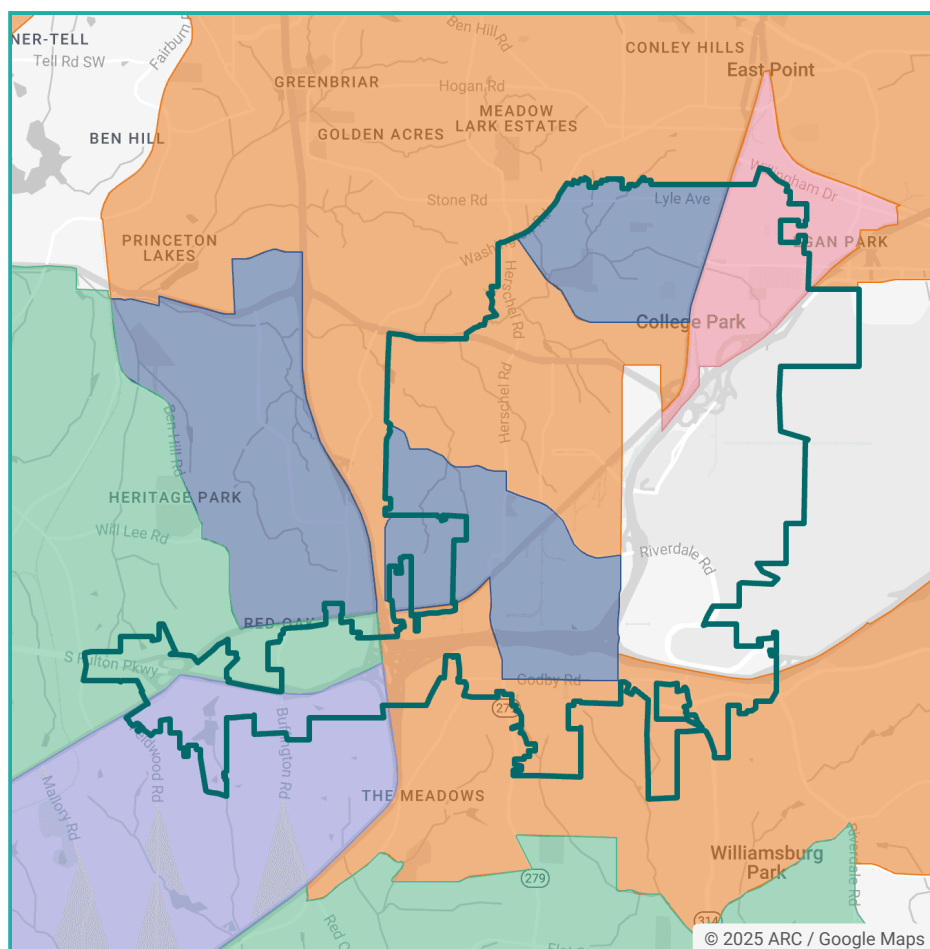 NER-TELL
Tell Rd SW
Fairburn
Ben Hill Rd
CONLEY HILLS
East Point
GREENBRIAR
Hogan Rd
MEADOW
LARK ESTATES
BEN HILL
GOLDEN ACRES
Willingham Dr
Stone Rd
Lyle Ave
PRINCETON
LAKES
GAN PARK
Herschel Rd
College Park
Herschel Rd
Ben Hill Rd
HERITAGE PARK
Will Lee Rd
Riverdale Rd
RED OAK
S Fulton Pkwy
Godby Rd
279
Buffington Rd
Mallory Rd
THE MEADOWS
Williamsburg
Park
Riverdale Rd
279
314
© 2025 ARC / Google Maps